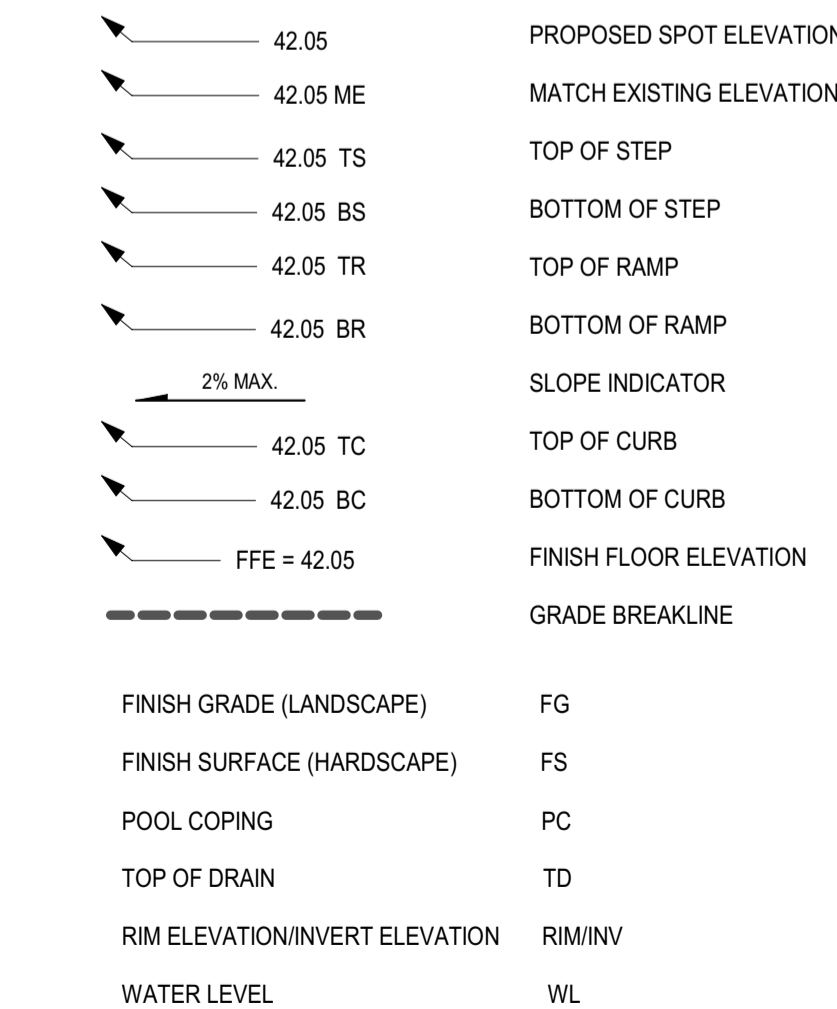 42.05 PROPOSED SPOT ELEVATION
42.05 ME MATCH EXISTING ELEVATION
42.05 TS TOP OF STEP
42.05 BS BOTTOM OF STEP
42.05 TR TOP OF RAMP
42.05 BR BOTTOM OF RAMP
2% MAX. SLOPE INDICATOR
42.05 TC TOP OF CURB
42.05 BC BOTTOM OF CURB
FFE = 42.05 FINISH FLOOR ELEVATION
GRADE BREAKLINE
FINISH GRADE (LANDSCAPE) FG
FINISH SURFACE (HARDSCAPE) FS
POOL COPING PC
TOP OF DRAIN TD
RIM ELEVATION/INVERT ELEVATION RIM/INV
WATER LEVEL WL